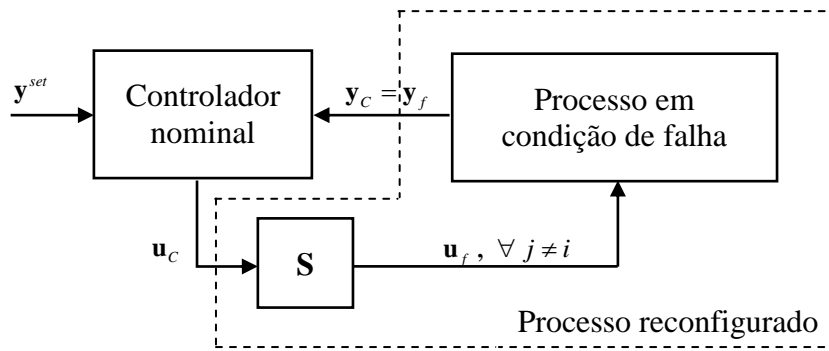 y^set
Controlador
nominal
y_C = y_f
Processo em
condição de falha
u_C
S
u_f , ∀ j ≠ i
Processo reconfigurado